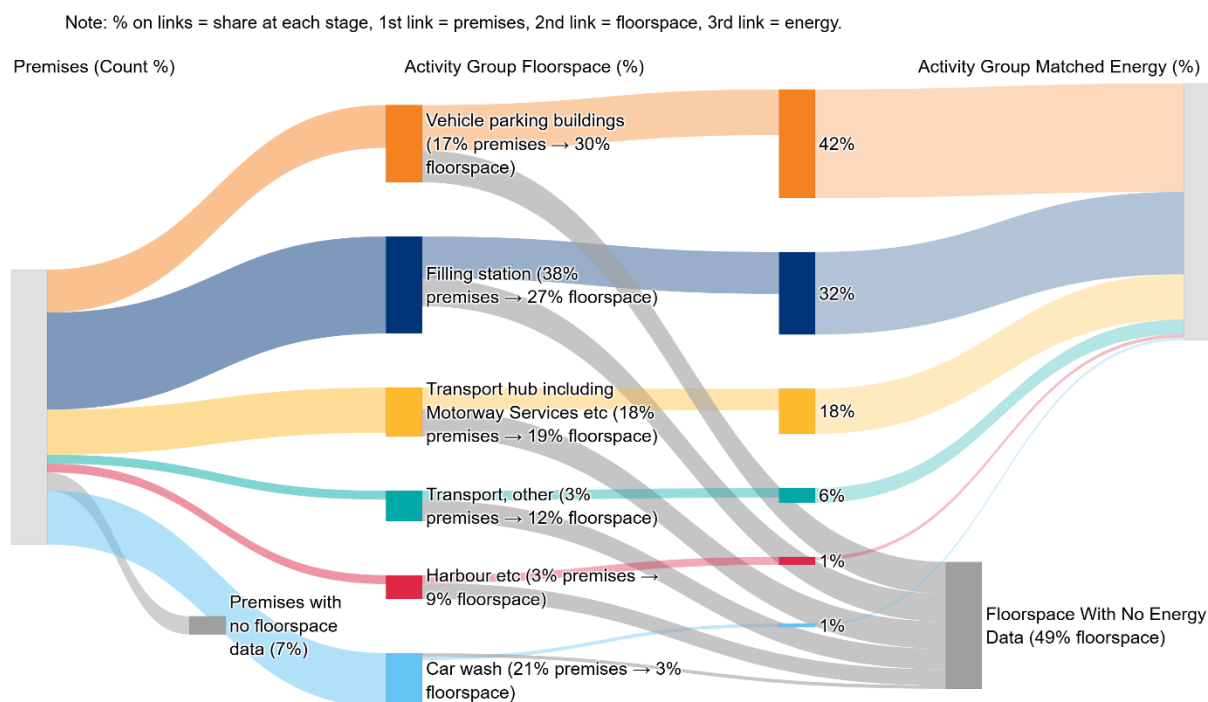 Note: % on links = share at each stage, 1st link = premises, 2nd link = floorspace, 3rd link = energy.
Premises (Count %)
Activity Group Floorspace (%)
Activity Group Matched Energy (%)
Vehicle parking buildings
(17% premises → 30%
floorspace)
42%
Filling station (38%
premises → 27% floorspace)
32%
Transport hub including
Motorway Services etc (18%
premises → 19% floorspace)
18%
Transport, other (3%
premises → 12% floorspace)
6%
Harbour etc (3% premises →
9% floorspace)
1%
Premises with
no floorspace
data (7%)
Floorspace With No Energy
Data (49% floorspace)
1%
Car wash (21% premises → 3%
floorspace)